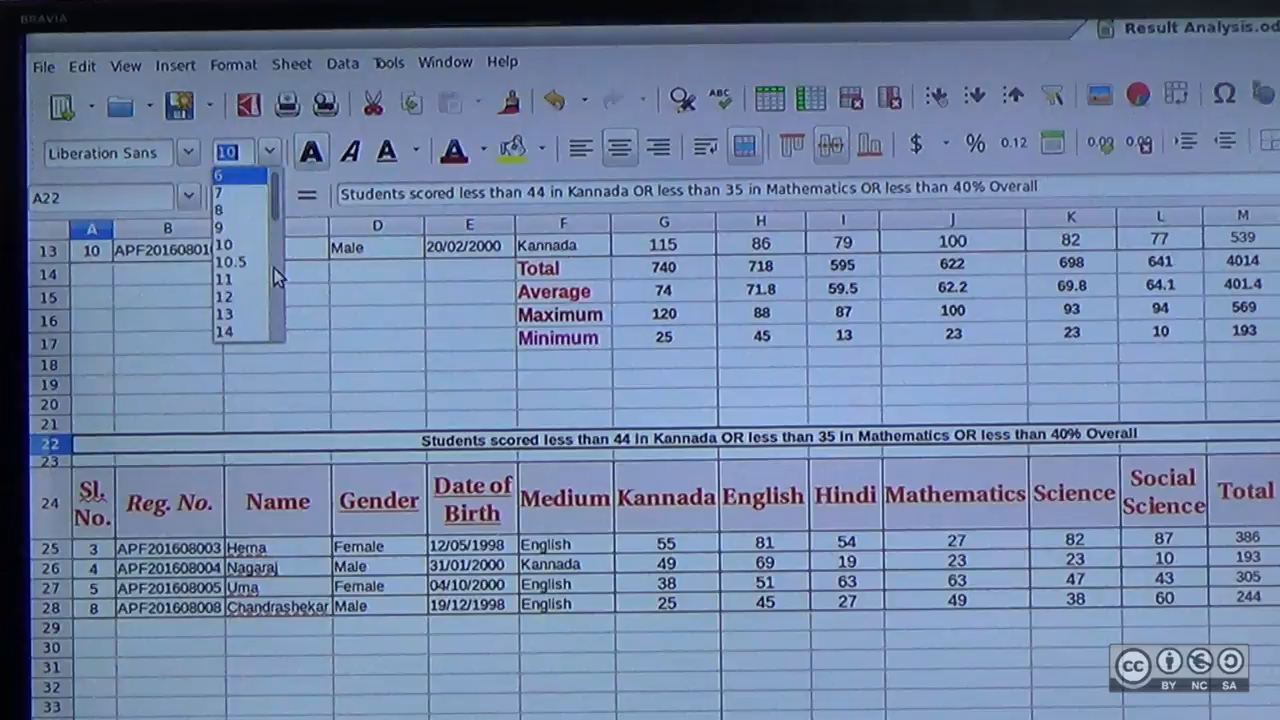 BRAVIA
Result Analysis.od
File Edit View Insert Format Sheet Data Tools Window Help
ABC
Liberation Sans 10 $ % 0.12
A22 = Students scored less than 44 in Kannada OR less than 35 in Mathematics OR less than 40% Overall
6
7
8
9
10
10.5
11
12
13
14
A B D E F G H I J K L M
13 10 Male 20/02/2000 Kannada 115 86 79 100 82 77 539
14 Total 740 718 595 622 698 641 4014
15 Average 74 71.8 59.5 62.2 69.8 64.1 401.4
16 Maximum 120 88 87 100 93 94 569
17 Minimum 25 45 13 23 23 10 193
18
19
20
21
22 Students scored less than 44 in Kannada OR less than 35 in Mathematics OR less than 40% Overall
23
24 Sl. No. Reg. No. Name Gender Date of Birth Medium Kannada English Hindi Mathematics Science Social Science Total
25 3 APF201608003 Hema Female 12/05/1998 English 55 81 54 27 82 87 386
26 4 APF201608004 Nagaraj Male 31/01/2000 Kannada 49 69 19 23 23 10 193
27 5 APF201608005 Uma Female 04/10/2000 English 38 51 63 63 47 43 305
28 8 APF201608008 Chandrashekar Male 19/12/1998 English 25 45 27 49 38 60 244
29
30
31
32
33
cc BY NC SA